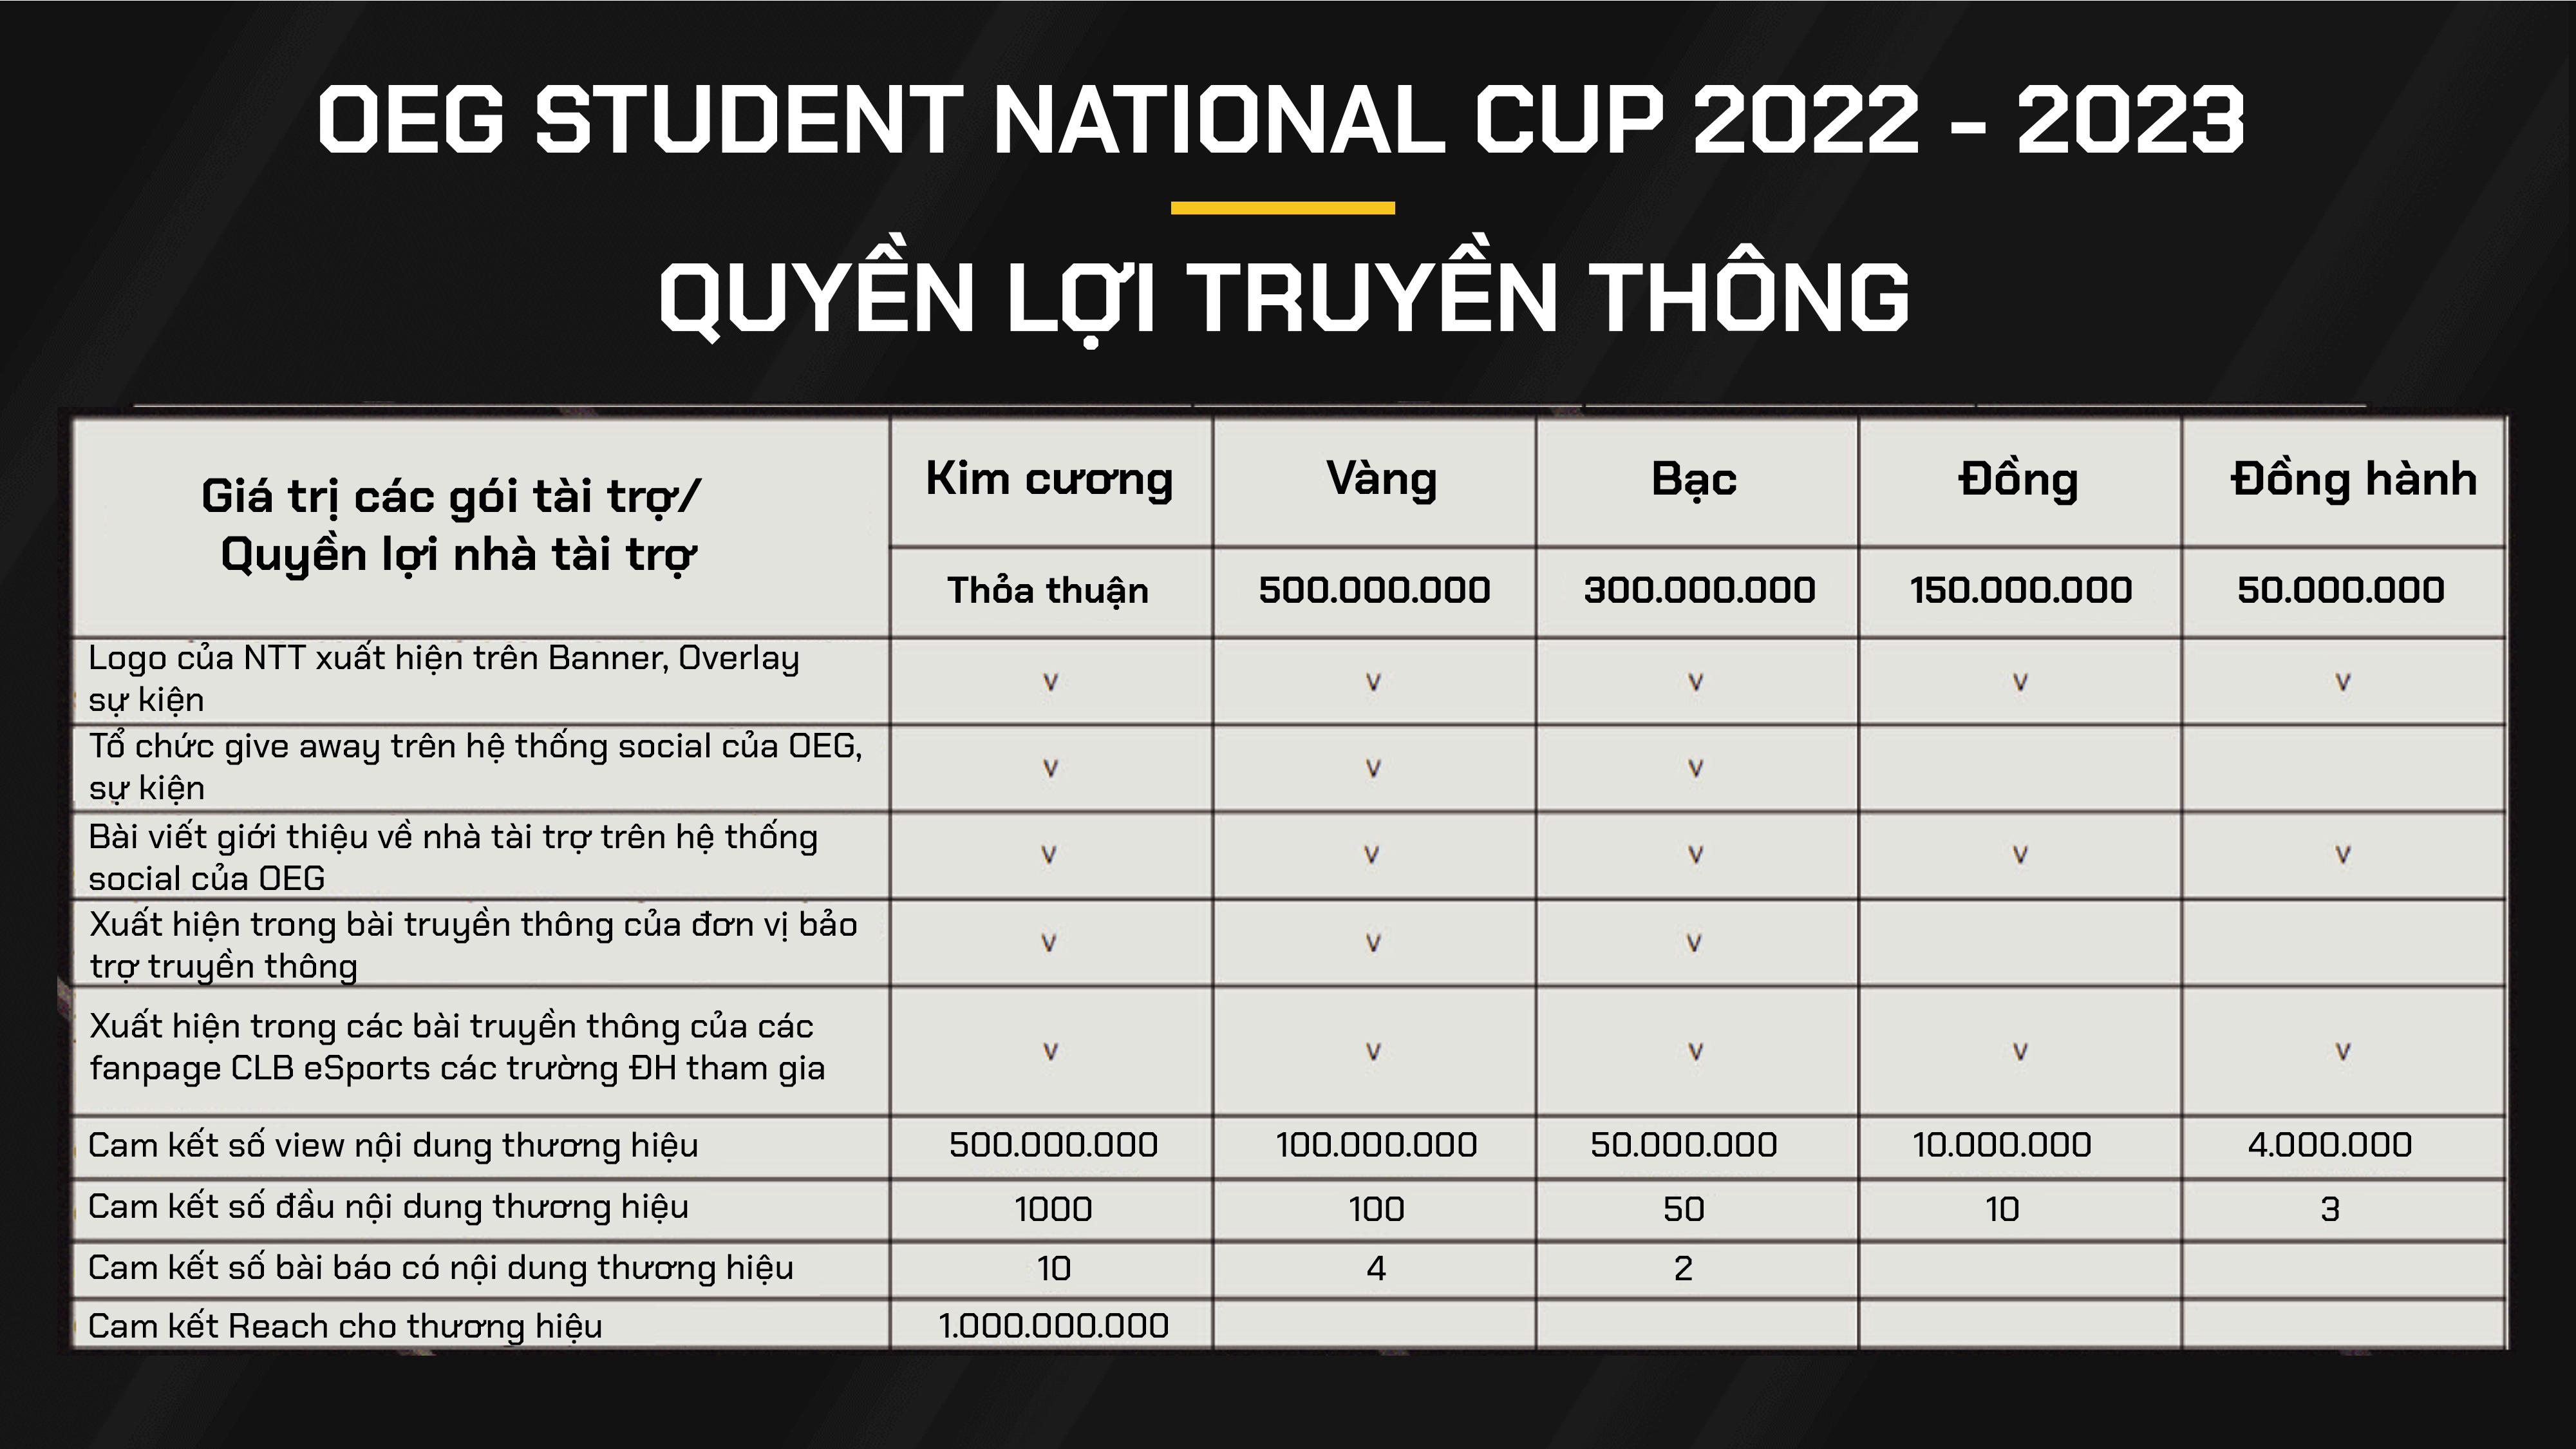 OEG STUDENT NATIONAL CUP 2022 - 2023
QUYỀN LỢI TRUYỀN THÔNG
Giá trị các gói tài trợ/
Quyền lợi nhà tài trợ
Kim cương Vàng Bạc Đồng Đồng hành
Thỏa thuận 500.000.000 300.000.000 150.000.000 50.000.000
Logo của NTT xuất hiện trên Banner, Overlay
sự kiện
v v v v v
Tổ chức give away trên hệ thống social của OEG,
sự kiện
v v v
Bài viết giới thiệu về nhà tài trợ trên hệ thống
social của OEG
v v v v v
Xuất hiện trong bài truyền thông của đơn vị bảo
trợ truyền thông
v v v
Xuất hiện trong các bài truyền thông của các
fanpage CLB eSports các trường ĐH tham gia
v v v v v
Cam kết số view nội dung thương hiệu 500.000.000 100.000.000 50.000.000 10.000.000 4.000.000
Cam kết số đầu nội dung thương hiệu 1000 100 50 10 3
Cam kết số bài báo có nội dung thương hiệu 10 4 2
Cam kết Reach cho thương hiệu 1.000.000.000